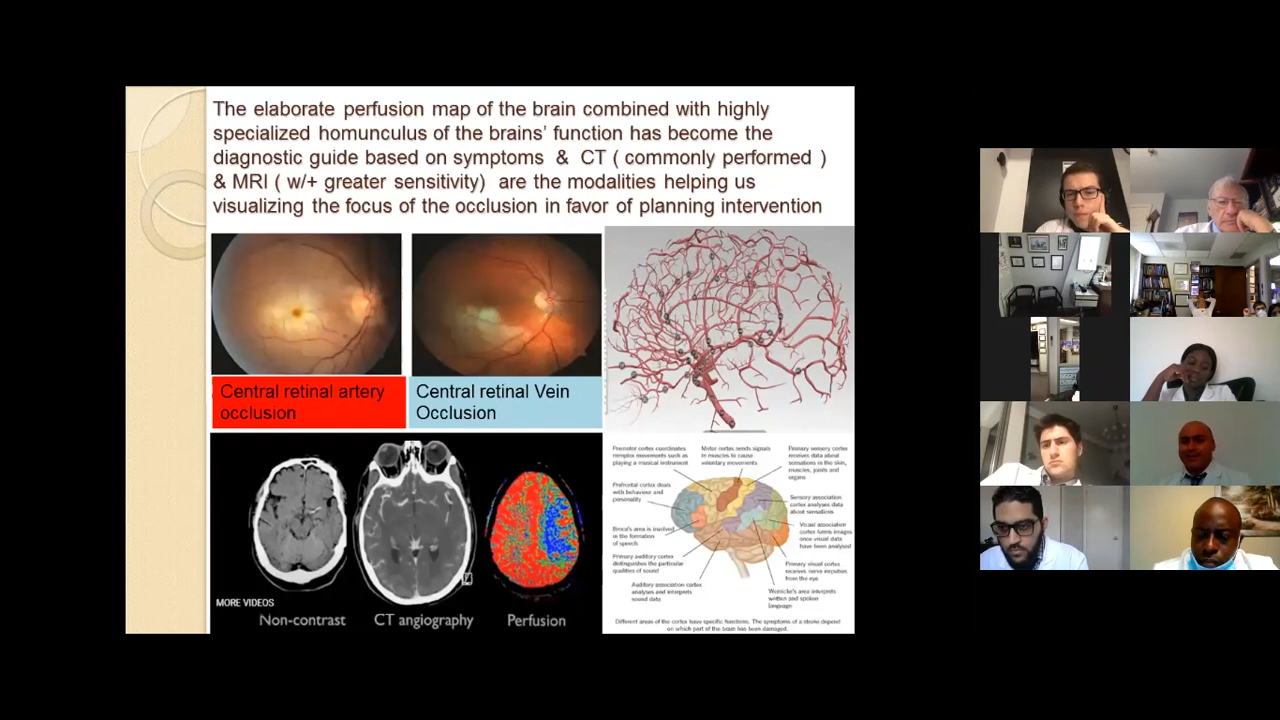 The elaborate perfusion map of the brain combined with highly
specialized homunculus of the brains’ function has become the
diagnostic guide based on symptoms & CT ( commonly performed )
& MRI ( w/+ greater sensitivity) are the modalities helping us
visualizing the focus of the occlusion in favor of planning intervention
Central retinal artery
occlusion
Central retinal Vein
Occlusion
MORE VIDEOS
Non-contrast
CT angiography
Perfusion
Premotor cortex coordinates
complex movements such as
playing a musical instrument
Motor cortex sends signals
to muscles to cause
voluntary movements
Primary sensory cortex
receives data about
sensations in the skin,
muscles, joints and
organs
Prefrontal cortex deals
with behaviour and
personality
Sensory association
cortex analyses data
about sensations
Broca's area is involved
in the formation
of speech
Visual association
cortex forms images
once visual data
have been analysed
Primary auditory cortex
distinguishes the particular
qualities of sound
Primary visual cortex
receives nerve impulses
from the eye
Auditory association cortex
analyses and interprets
sound data
Wernicke's area interprets
written and spoken
language
Different areas of the cortex have specific functions. The symptoms of a stroke depend
on which part of the brain has been damaged.